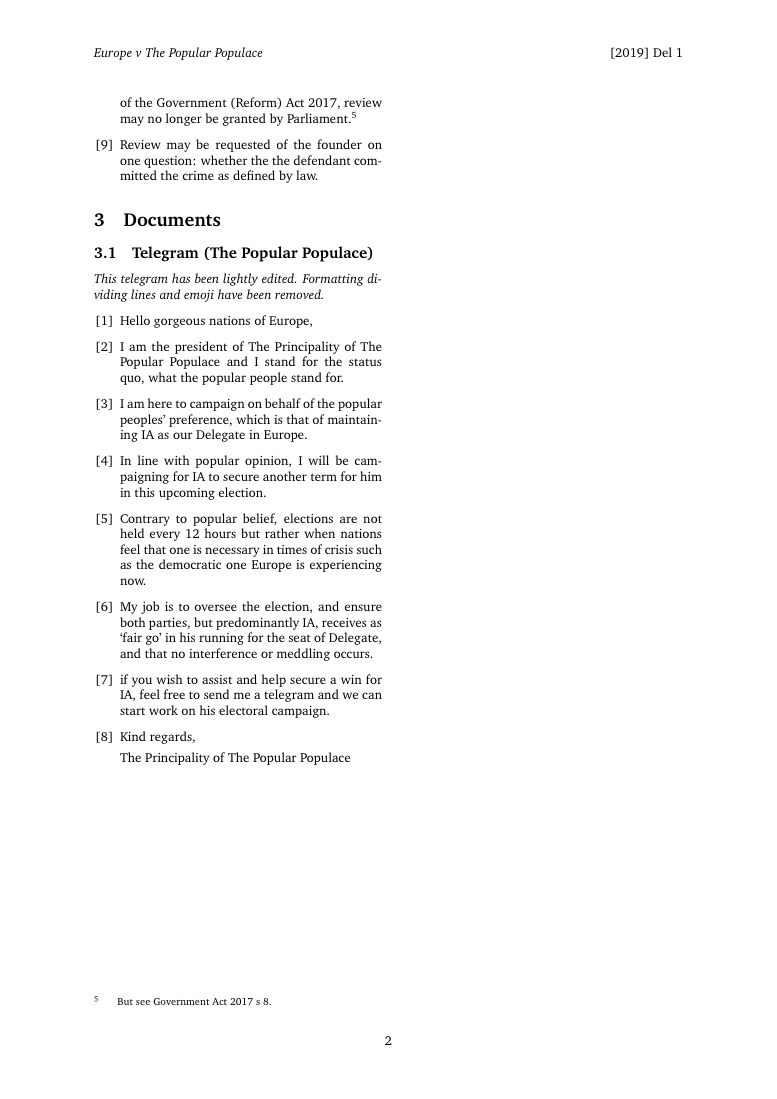 Europe v The Popular Populace [2019] Del 1
of the Government (Reform) Act 2017, review
may no longer be granted by Parliament.5
[9] Review may be requested of the founder on
one question: whether the the defendant com-
mitted the crime as defined by law.
3 Documents
3.1 Telegram (The Popular Populace)
This telegram has been lightly edited. Formatting di-
viding lines and emoji have been removed.
[1] Hello gorgeous nations of Europe,
[2] I am the president of The Principality of The
Popular Populace and I stand for the status
quo, what the popular people stand for.
[3] I am here to campaign on behalf of the popular
peoples’ preference, which is that of maintain-
ing IA as our Delegate in Europe.
[4] In line with popular opinion, I will be cam-
paigning for IA to secure another term for him
in this upcoming election.
[5] Contrary to popular belief, elections are not
held every 12 hours but rather when nations
feel that one is necessary in times of crisis such
as the democratic one Europe is experiencing
now.
[6] My job is to oversee the election, and ensure
both parties, but predominantly IA, receives as
‘fair go’ in his running for the seat of Delegate,
and that no interference or meddling occurs.
[7] if you wish to assist and help secure a win for
IA, feel free to send me a telegram and we can
start work on his electoral campaign.
[8] Kind regards,
The Principality of The Popular Populace
5 But see Government Act 2017 s 8.
2